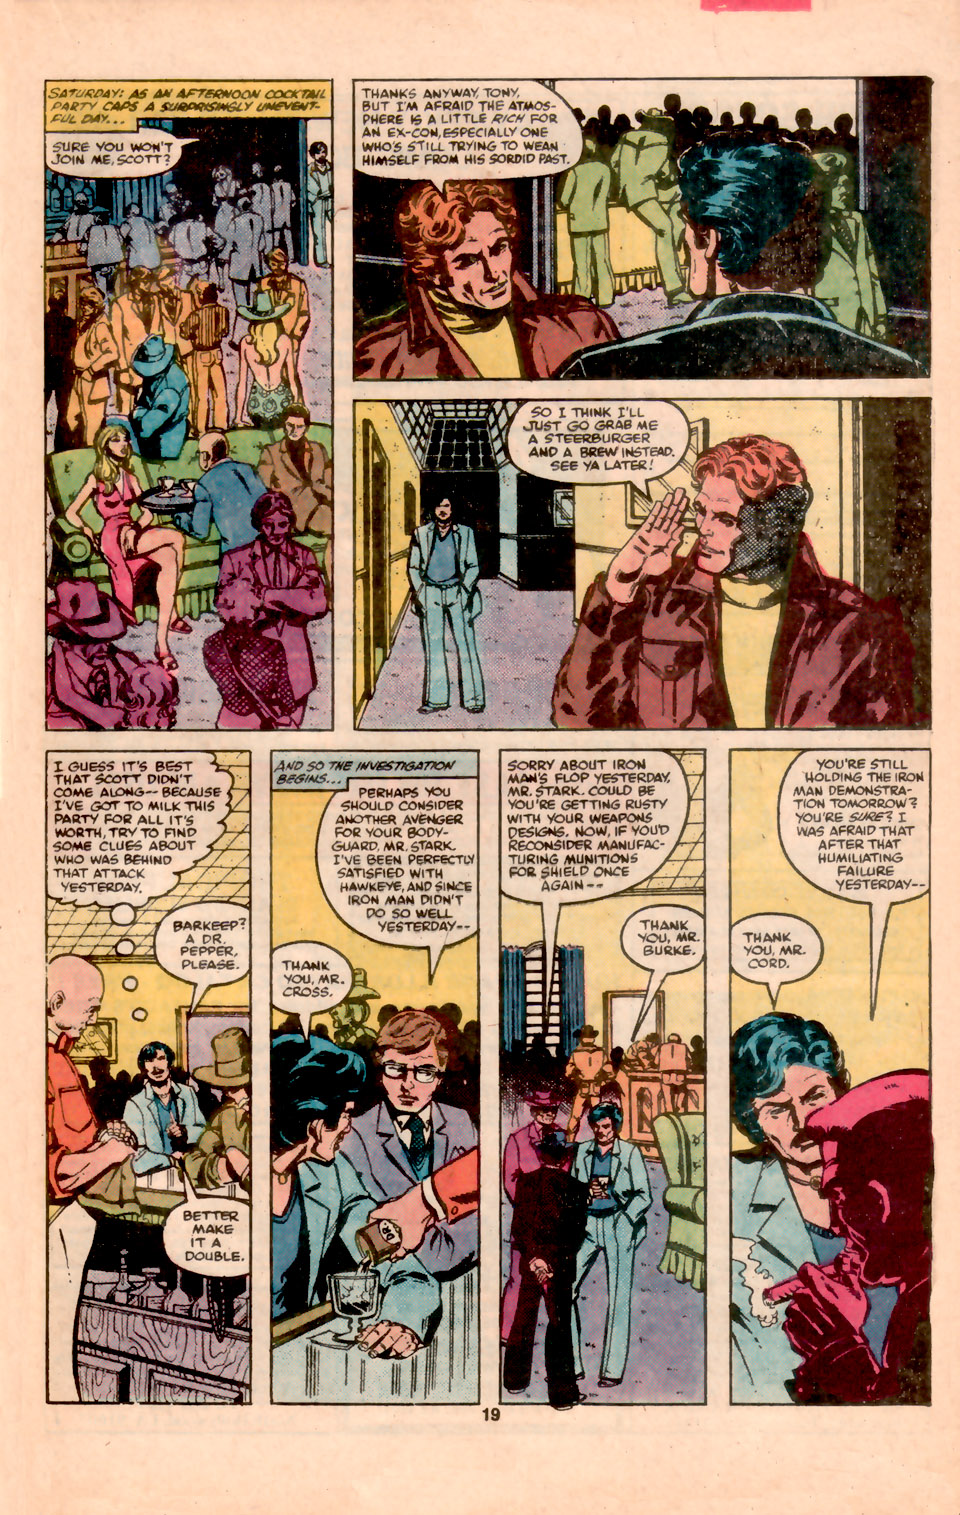 SATURDAY: AS AN AFTERNOON COCKTAIL
PARTY CAPS A SURPRISINGLY UNEVENT-
FUL DAY...
SURE YOU WON'T
JOIN ME, SCOTT?
THANKS ANYWAY, TONY,
BUT I'M AFRAID THE ATMOS-
PHERE IS A LITTLE RICH FOR
AN EX-CON, ESPECIALLY ONE
WHO'S STILL TRYING TO WEAN
HIMSELF FROM HIS SORDID PAST.
SO I THINK I'LL
JUST GO GRAB ME
A STEERBURGER
AND A BREW INSTEAD.
SEE YA LATER!
I GUESS IT'S BEST
THAT SCOTT DIDN'T
COME ALONG-- BECAUSE
I'VE GOT TO MILK THIS
PARTY FOR ALL IT'S
WORTH, TRY TO FIND
SOME CLUES ABOUT
WHO WAS BEHIND
THAT ATTACK
YESTERDAY.
BARKEEP?
A DR.
PEPPER,
PLEASE.
BETTER
MAKE
IT A
DOUBLE.
AND SO THE INVESTIGATION
BEGINS...
PERHAPS YOU
SHOULD CONSIDER
ANOTHER AVENGER
FOR YOUR BODY-
GUARD, MR. STARK.
I'VE BEEN PERFECTLY
SATISFIED WITH
HAWKEYE, AND SINCE
IRON MAN DIDN'T
DO SO WELL
YESTERDAY--
THANK
YOU, MR.
CROSS.
DR
SORRY ABOUT IRON
MAN'S FLOP YESTERDAY,
MR. STARK. COULD BE
YOU'RE GETTING RUSTY
WITH YOUR WEAPONS
DESIGNS. NOW, IF YOU'D
RECONSIDER MANUFAC-
TURING MUNITIONS
FOR SHIELD ONCE
AGAIN--
THANK
YOU, MR.
BURKE.
YOU'RE STILL
HOLDING THE IRON
MAN DEMONSTRA-
TION TOMORROW?
YOU'RE SURE? I
WAS AFRAID THAT
AFTER THAT
HUMILIATING
FAILURE
YESTERDAY--
THANK
YOU, MR.
CORD.
19